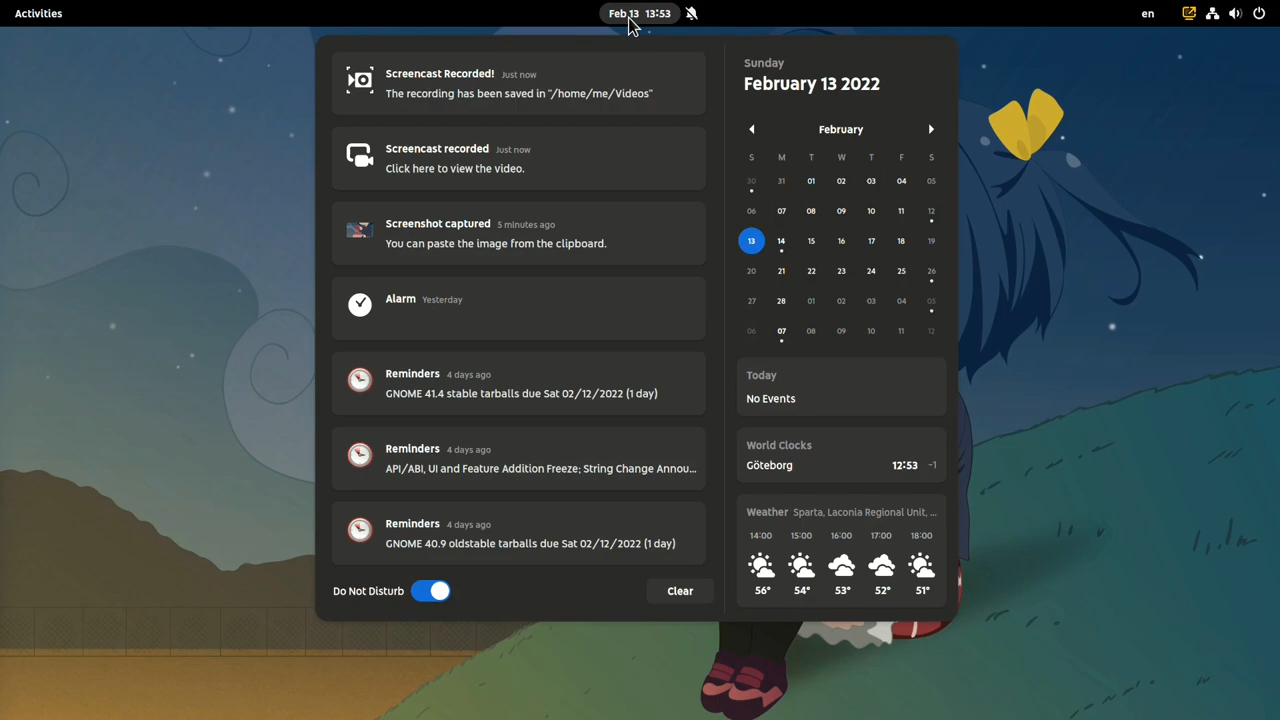 Activities
Feb 13 13:53
en
Screencast Recorded! Just now
The recording has been saved in "/home/me/Videos"
Screencast recorded Just now
Click here to view the video.
Screenshot captured 5 minutes ago
You can paste the image from the clipboard.
Alarm Yesterday
Reminders 4 days ago
GNOME 41.4 stable tarballs due Sat 02/12/2022 (1 day)
Reminders 4 days ago
API/ABI, UI and Feature Addition Freeze; String Change Annou...
Reminders 4 days ago
GNOME 40.9 oldstable tarballs due Sat 02/12/2022 (1 day)
Do Not Disturb
Clear
Sunday
February 13 2022
February
S M T W T F S
30 31 01 02 03 04 05
06 07 08 09 10 11 12
13 14 15 16 17 18 19
20 21 22 23 24 25 26
27 28 01 02 03 04 05
06 07 08 09 10 11 12
Today
No Events
World Clocks
Göteborg 12:53 -1
Weather Sparta, Laconia Regional Unit, ...
14:00 15:00 16:00 17:00 18:00
56° 54° 53° 52° 51°